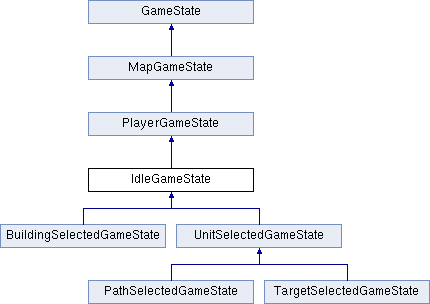 GameState
MapGameState
PlayerGameState
IdleGameState
BuildingSelectedGameState
UnitSelectedGameState
PathSelectedGameState
TargetSelectedGameState